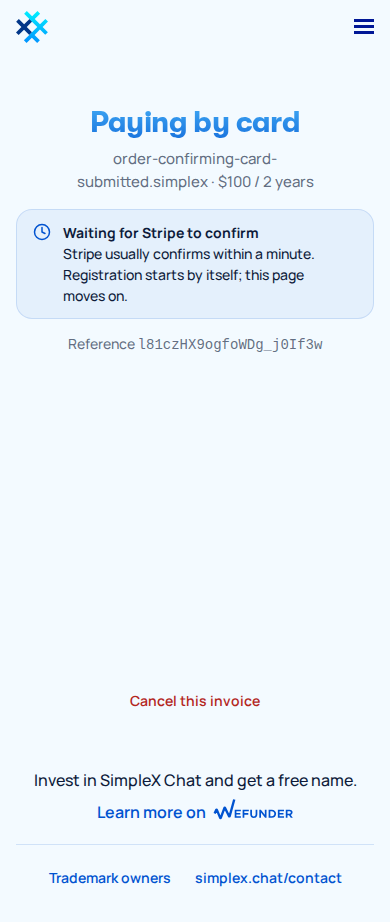 Paying by card
order-confirming-card-
submitted.simplex · $100 / 2 years
Waiting for Stripe to confirm
Stripe usually confirms within a minute.
Registration starts by itself; this page
moves on.
Reference l81czHX9ogfoWDg_j0If3w
Cancel this invoice
Invest in SimpleX Chat and get a free name.
Learn more on WEFUNDER
Trademark owners simplex.chat/contact